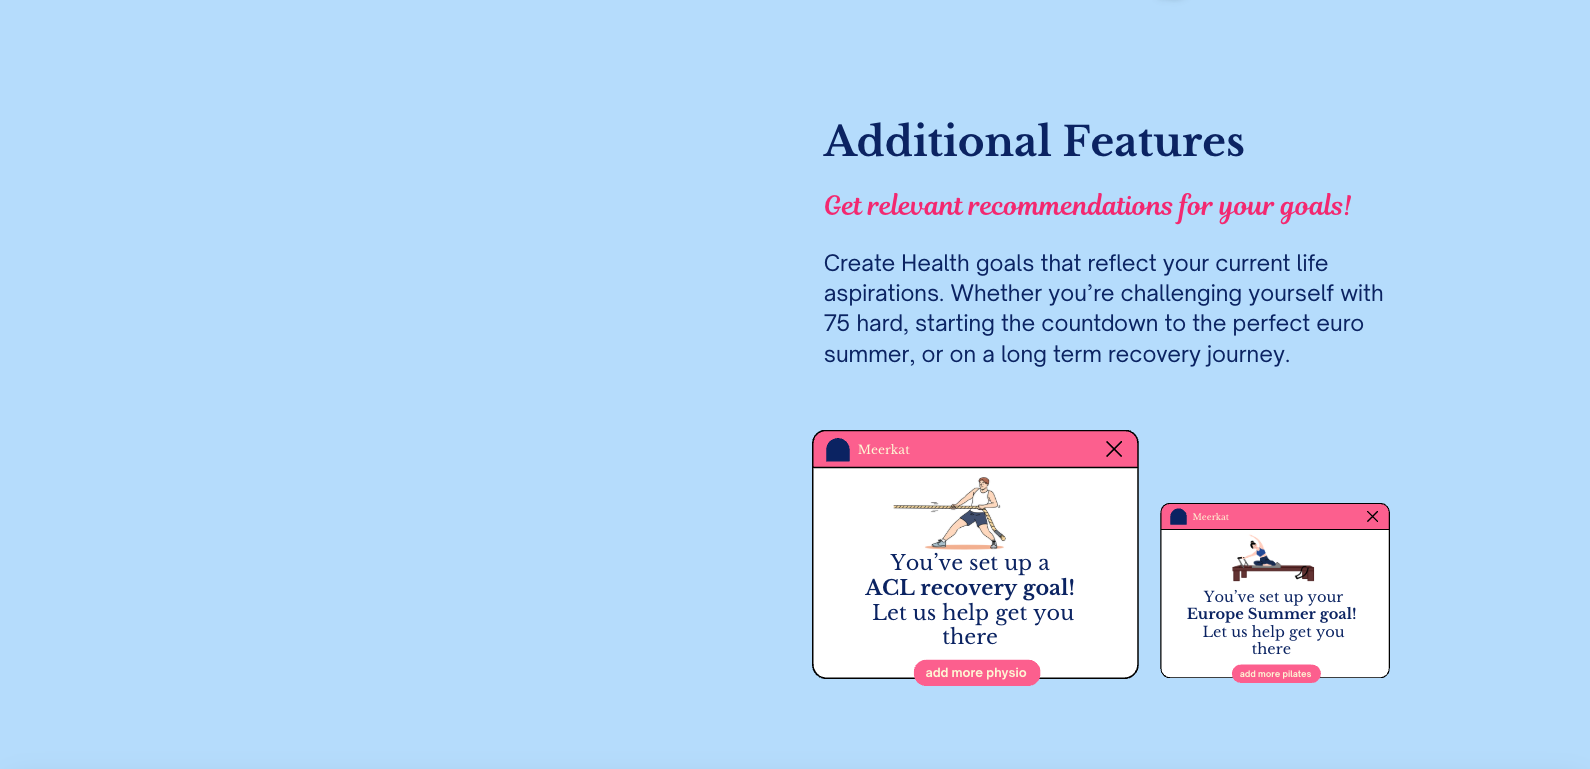 Additional Features
Get relevant recommendations for your goals!
Create Health goals that reflect your current life
aspirations. Whether you’re challenging yourself with
75 hard, starting the countdown to the perfect euro
summer, or on a long term recovery journey.
Meerkat
You’ve set up a
ACL recovery goal!
Let us help get you
there
add more physio
Meerkat
You’ve set up your
Europe Summer goal!
Let us help get you
there
add more pilates